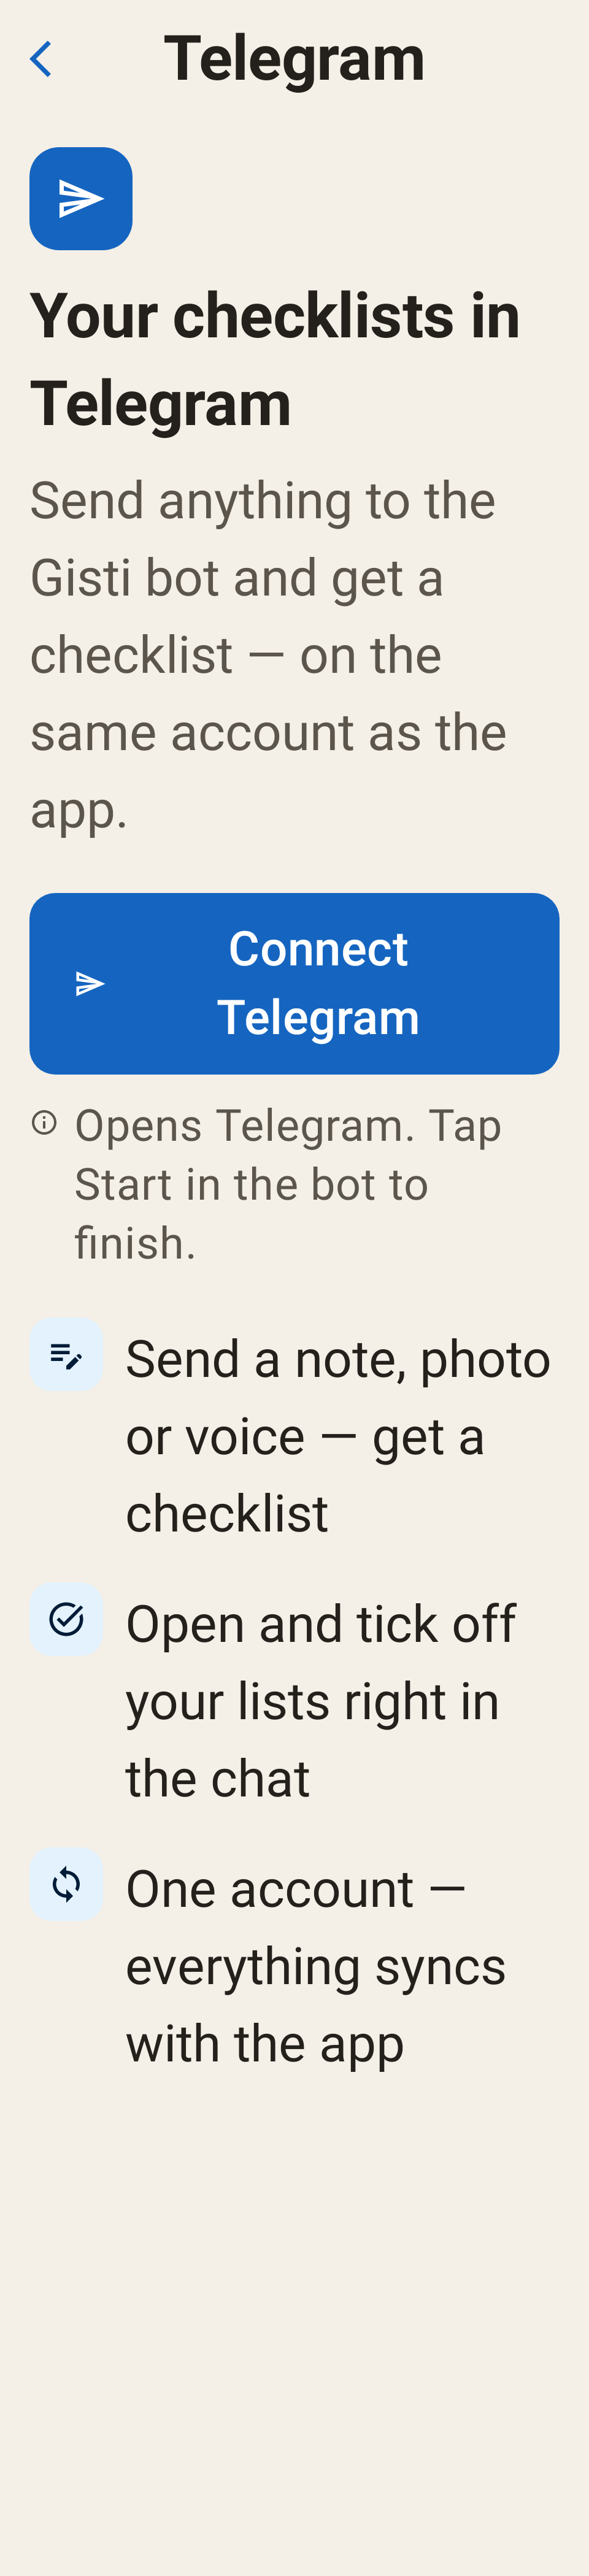 Telegram
Your checklists in
Telegram
Send anything to the
Gisti bot and get a
checklist — on the
same account as the
app.
Connect
Telegram
Opens Telegram. Tap
Start in the bot to
finish.
Send a note, photo
or voice — get a
checklist
Open and tick off
your lists right in
the chat
One account —
everything syncs
with the app